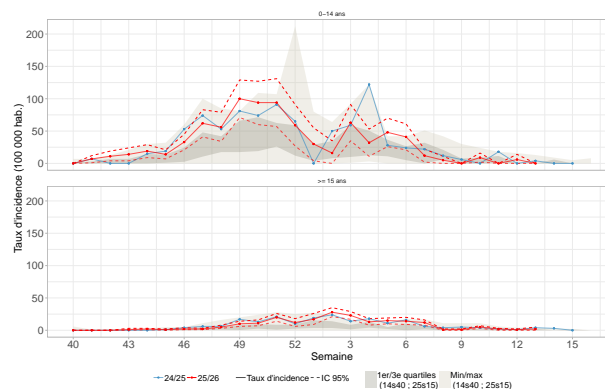 0−14 ans
200
150
100
50
0
>= 15 ans
200
150
100
50
0
Taux d'incidence (100 000 hab.)
40 43 46 49 52 3 6 9 12 15
Semaine
24/25 25/26 Taux d'incidence IC 95% 1er/3e quartiles Min/max
(14s40 ; 25s15) (14s40 ; 25s15)